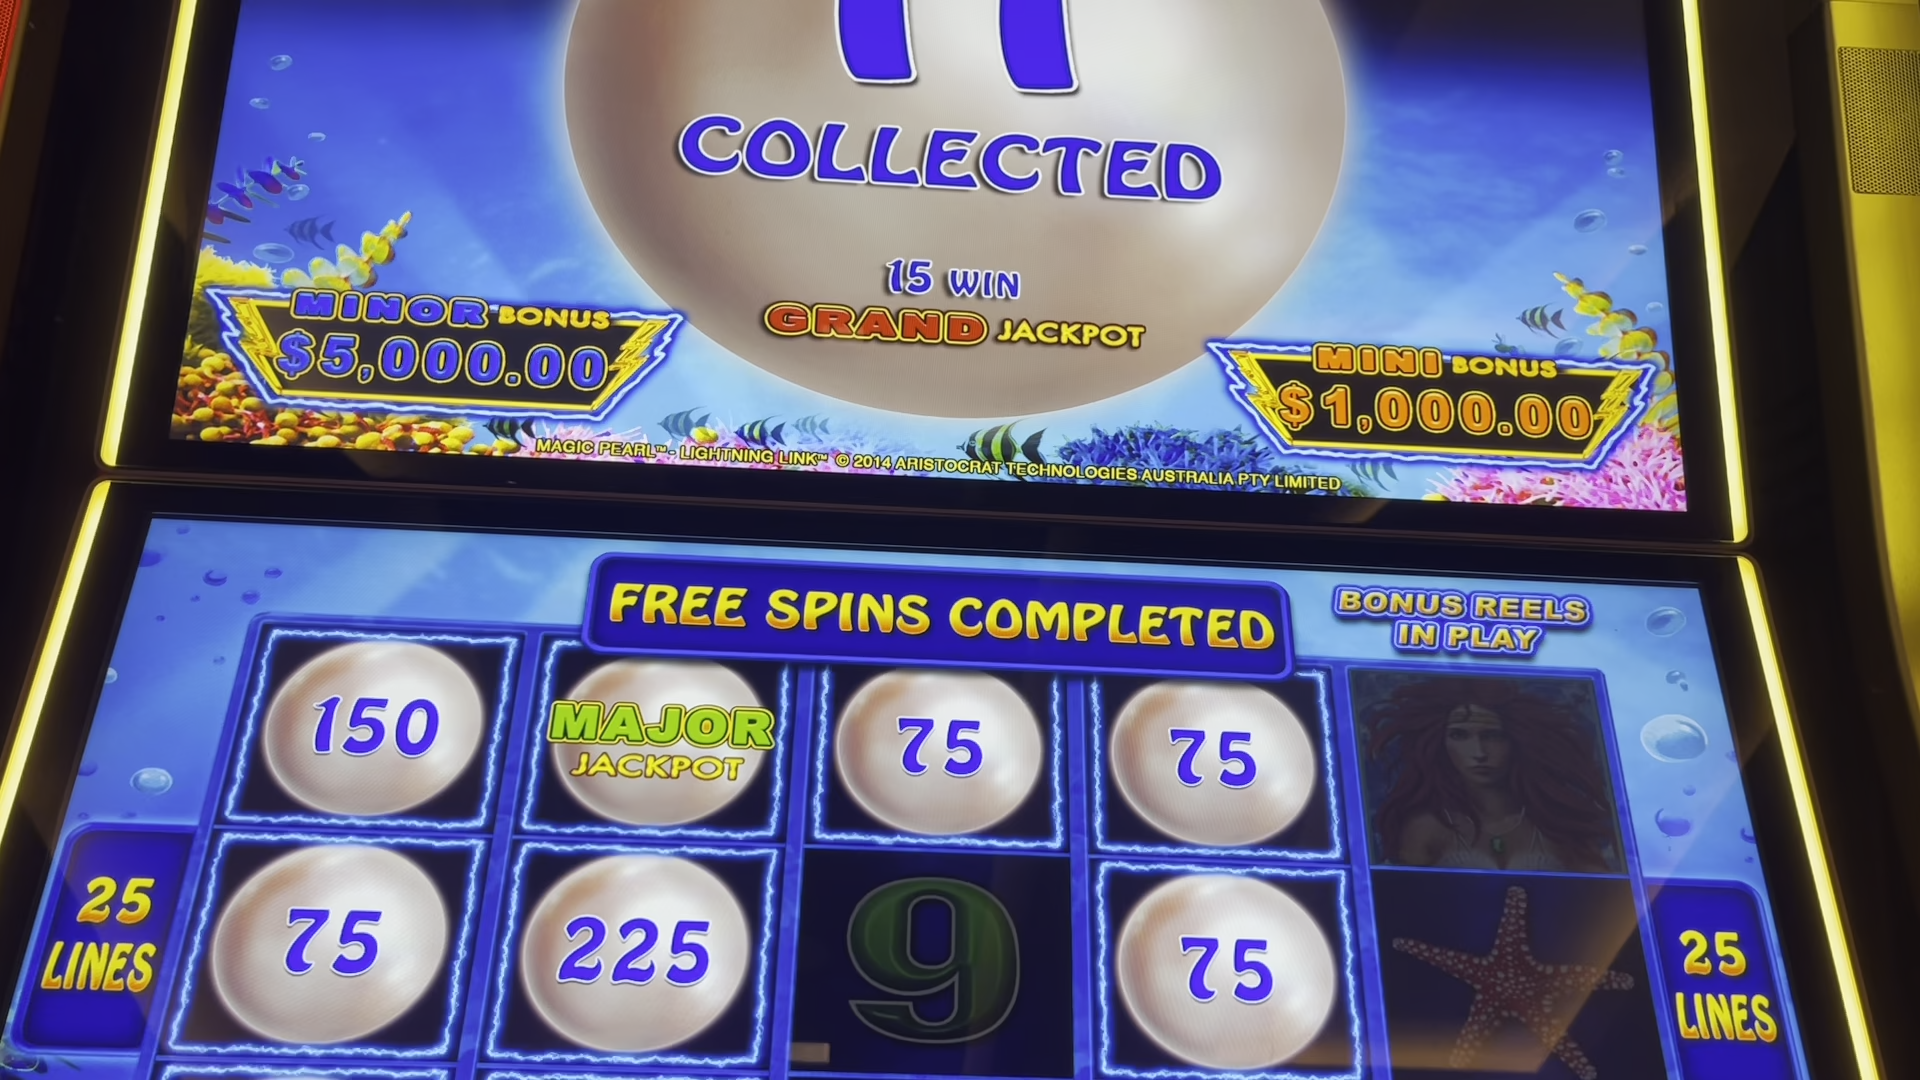 COLLECTED
15 WIN
GRAND JACKPOT
MINOR BONUS
$5,000.00
MINI BONUS
$1,000.00
MAGIC PEARL™ - LIGHTNING LINK™ © 2014 ARISTOCRAT TECHNOLOGIES AUSTRALIA PTY LIMITED
FREE SPINS COMPLETED
BONUS REELS
IN PLAY
150
MAJOR
JACKPOT
75
75
25
LINES
75
225
9
75
25
LINES